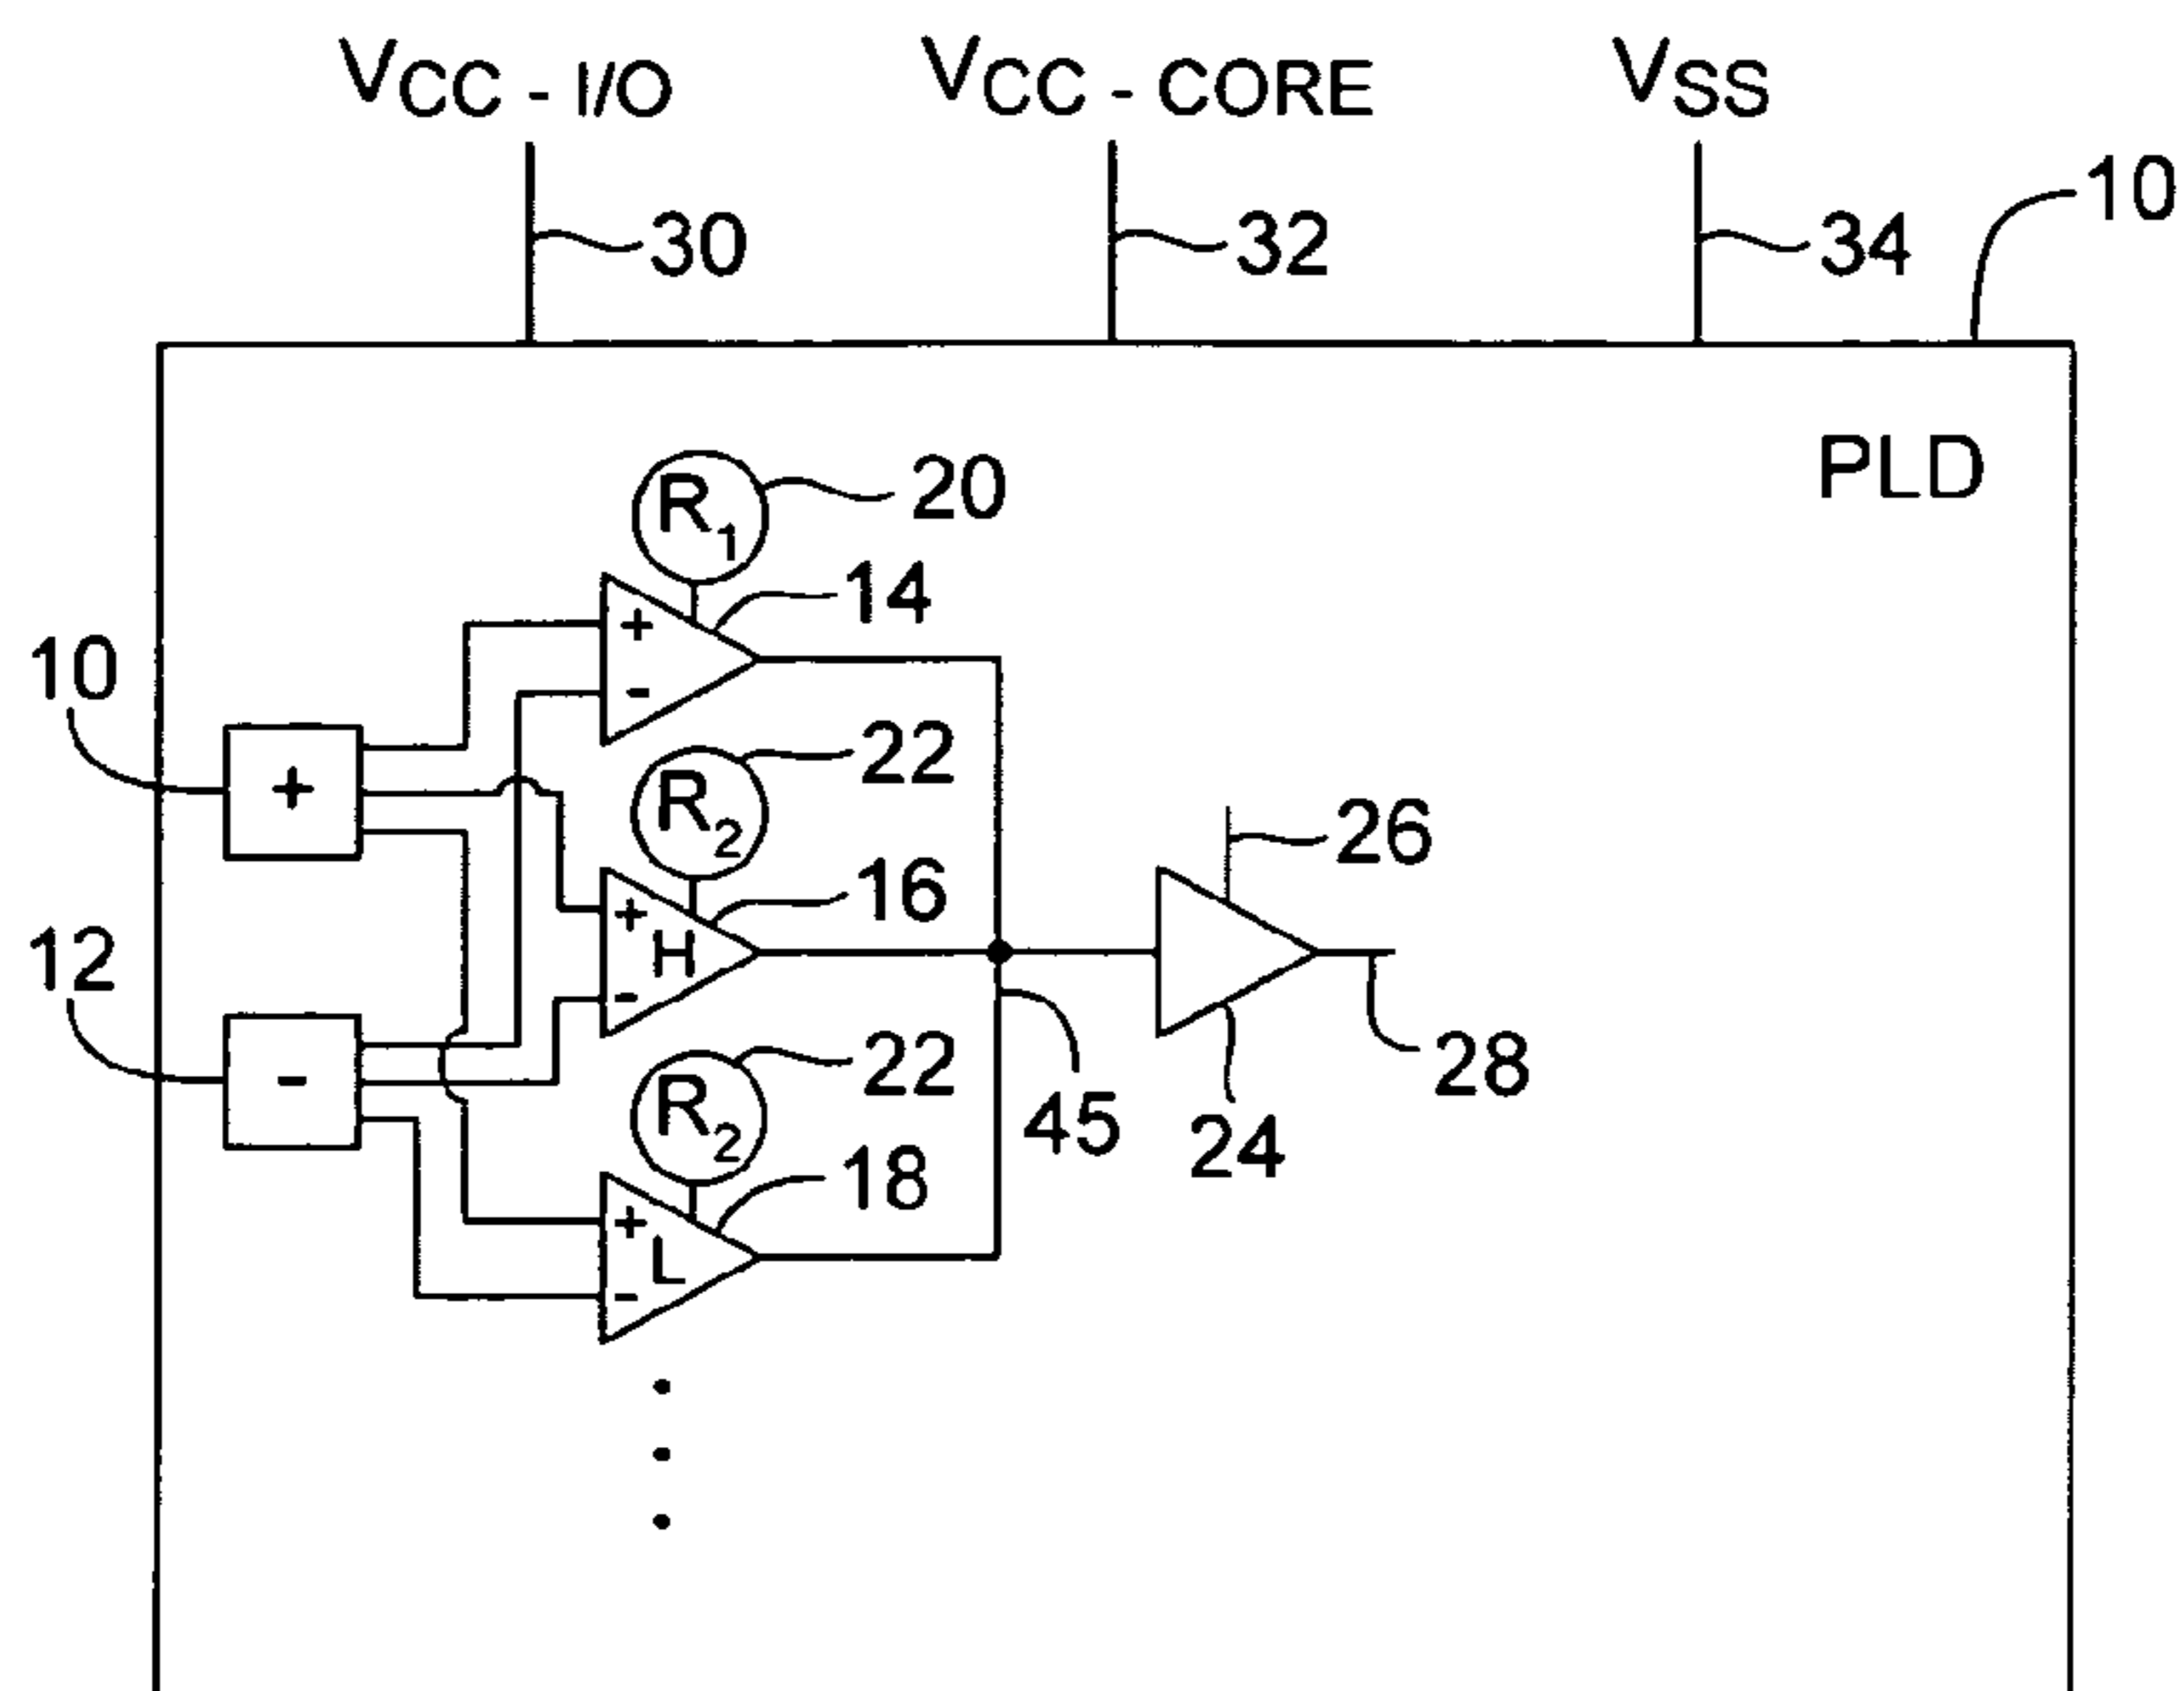 VCC - I/O VCC - CORE VSS
30 32 34 10
PLD
R1 20
+ 14
10 -
+ R2 22
26
+ H 16
12 -
- R2 22 28
45 24
+ L 18
-